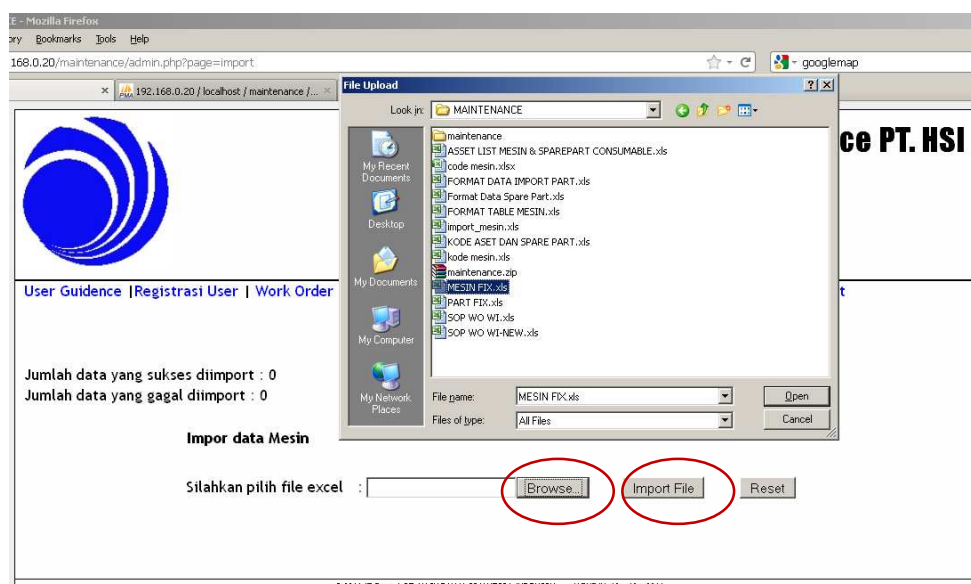 E - Mozilla Firefox
ory Bookmarks Tools Help
168.0.20/maintenance/admin.php?page=import
googlemap
192.168.0.20 / localhost / maintenance /...
File Upload
Look in: MAINTENANCE
ce PT. HSI
My Recent Documents
Desktop
My Documents
My Computer
My Network Places
maintenance
ASSET LIST MESIN & SPAREPART CONSUMABLE.xls
code mesin.xlsx
FORMAT DATA IMPORT PART.xls
Format Data Spare Part.xls
FORMAT TABLE MESIN.xls
import_mesin.xls
KODE ASET DAN SPARE PART.xls
kode mesin.xls
maintenance.zip
MESIN FIX.xls
PART FIX.xls
SOP WO WI.xls
SOP WO WI-NEW.xls
File name: MESIN FIX.xls Open
Files of type: All Files Cancel
User Guidence |Registrasi User | Work Order
t
Jumlah data yang sukses diimport : 0
Jumlah data yang gagal diimport : 0
Impor data Mesin
Silahkan pilih file excel : Browse... Import File Reset